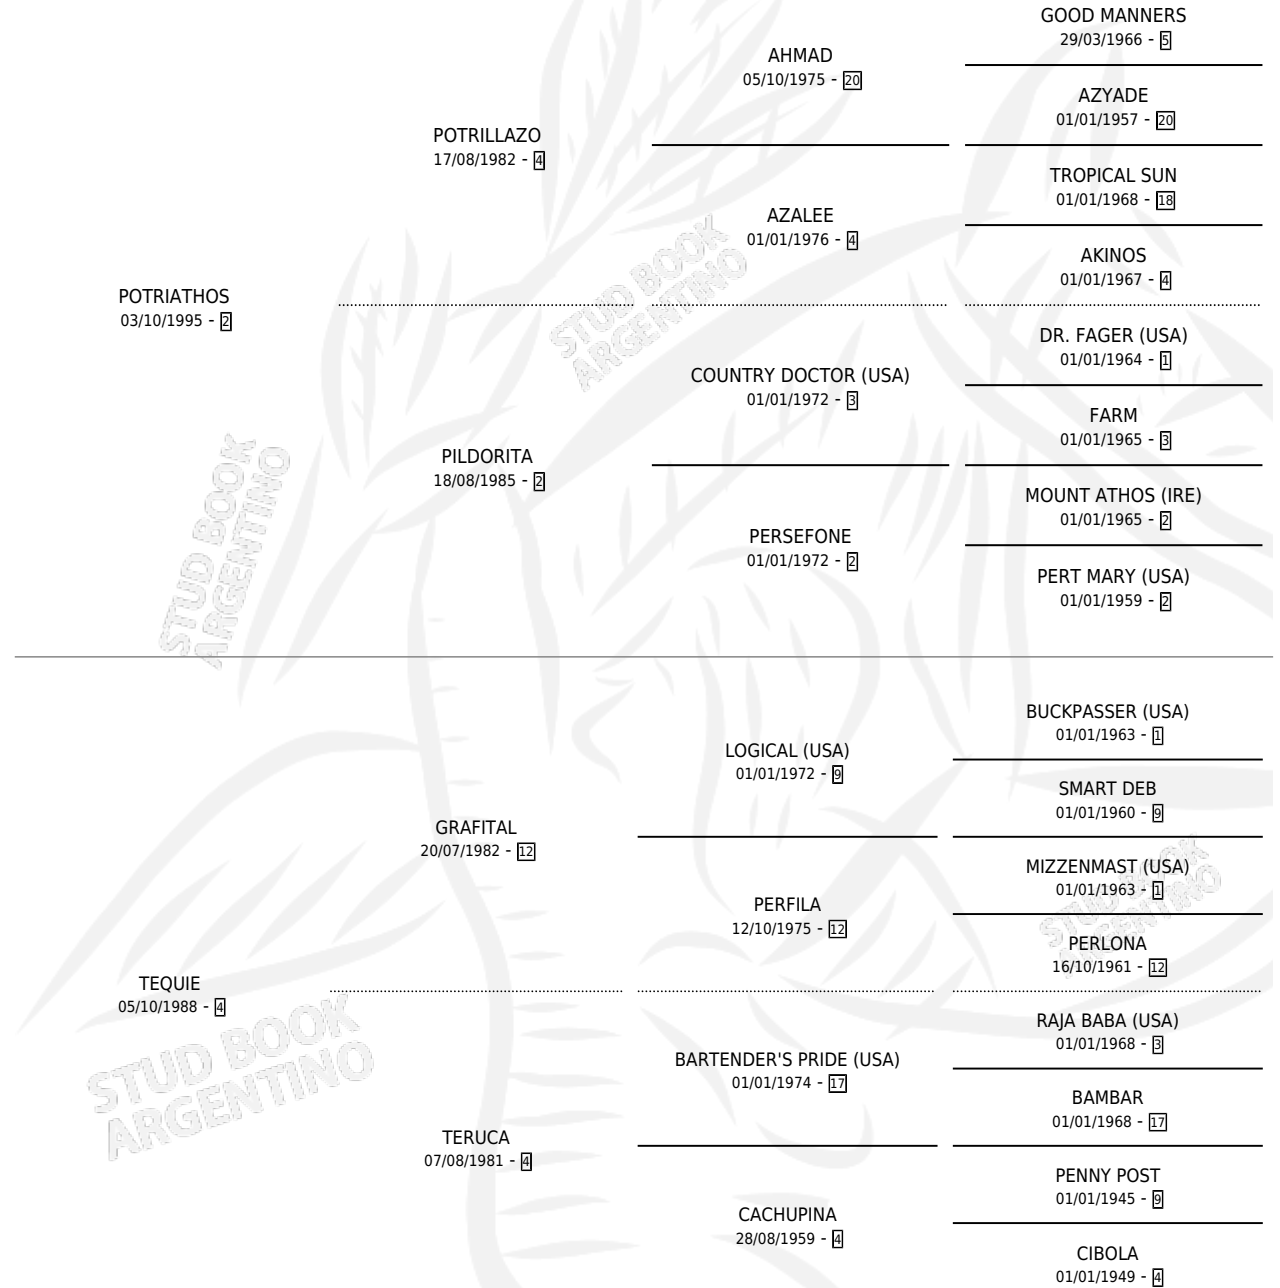 GOOD MANNERS
29/03/1966 - 5
AHMAD
05/10/1975 - 20
AZYADE
01/01/1957 - 20
POTRILLAZO
17/08/1982 - 4
TROPICAL SUN
01/01/1968 - 18
AZALEE
01/01/1976 - 4
AKINOS
01/01/1967 - 4
POTRIATHOS
03/10/1995 - 2
DR. FAGER (USA)
01/01/1964 - 1
COUNTRY DOCTOR (USA)
01/01/1972 - 3
FARM
01/01/1965 - 3
PILDORITA
18/08/1985 - 2
MOUNT ATHOS (IRE)
01/01/1965 - 2
PERSEFONE
01/01/1972 - 2
PERT MARY (USA)
01/01/1959 - 2
BUCKPASSER (USA)
01/01/1963 - 1
LOGICAL (USA)
01/01/1972 - 9
SMART DEB
01/01/1960 - 9
GRAFITAL
20/07/1982 - 12
MIZZENMAST (USA)
01/01/1963 - 1
PERFILA
12/10/1975 - 12
PERLONA
16/10/1961 - 12
TEQUIE
05/10/1988 - 4
RAJA BABA (USA)
01/01/1968 - 3
BARTENDER'S PRIDE (USA)
01/01/1974 - 17
BAMBAR
01/01/1968 - 17
TERUCA
07/08/1981 - 4
PENNY POST
01/01/1945 - 9
CACHUPINA
28/08/1959 - 4
CIBOLA
01/01/1949 - 4
STUD BOOK
ARGENTINO
STUD BOOK
ARGENTINO
STUD BOOK
ARGENTINO
STUD BOOK
ARGENTINO